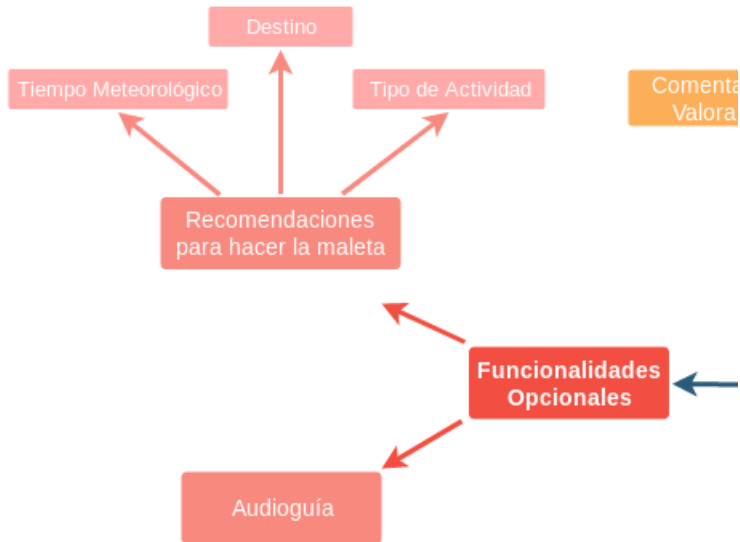 Destino
Tiempo Meteorológico
Tipo de Actividad
Recomendaciones
para hacer la maleta
Funcionalidades
Opcionales
Audioguía